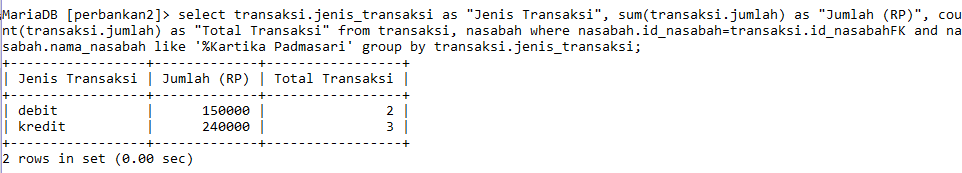 MariaDB [perbankan2]> select transaksi.jenis_transaksi as "Jenis Transaksi", sum(transaksi.jumlah) as "Jumlah (RP)", cou
nt(transaksi.jumlah) as "Total Transaksi" from transaksi, nasabah where nasabah.id_nasabah=transaksi.id_nasabahFK and na
sabah.nama_nasabah like '%Kartika Padmasari' group by transaksi.jenis_transaksi;
+-----------------+-------------+-----------------+
| Jenis Transaksi | Jumlah (RP) | Total Transaksi |
+-----------------+-------------+-----------------+
| debit           |      150000 |               2 |
| kredit          |      240000 |               3 |
+-----------------+-------------+-----------------+
2 rows in set (0.00 sec)